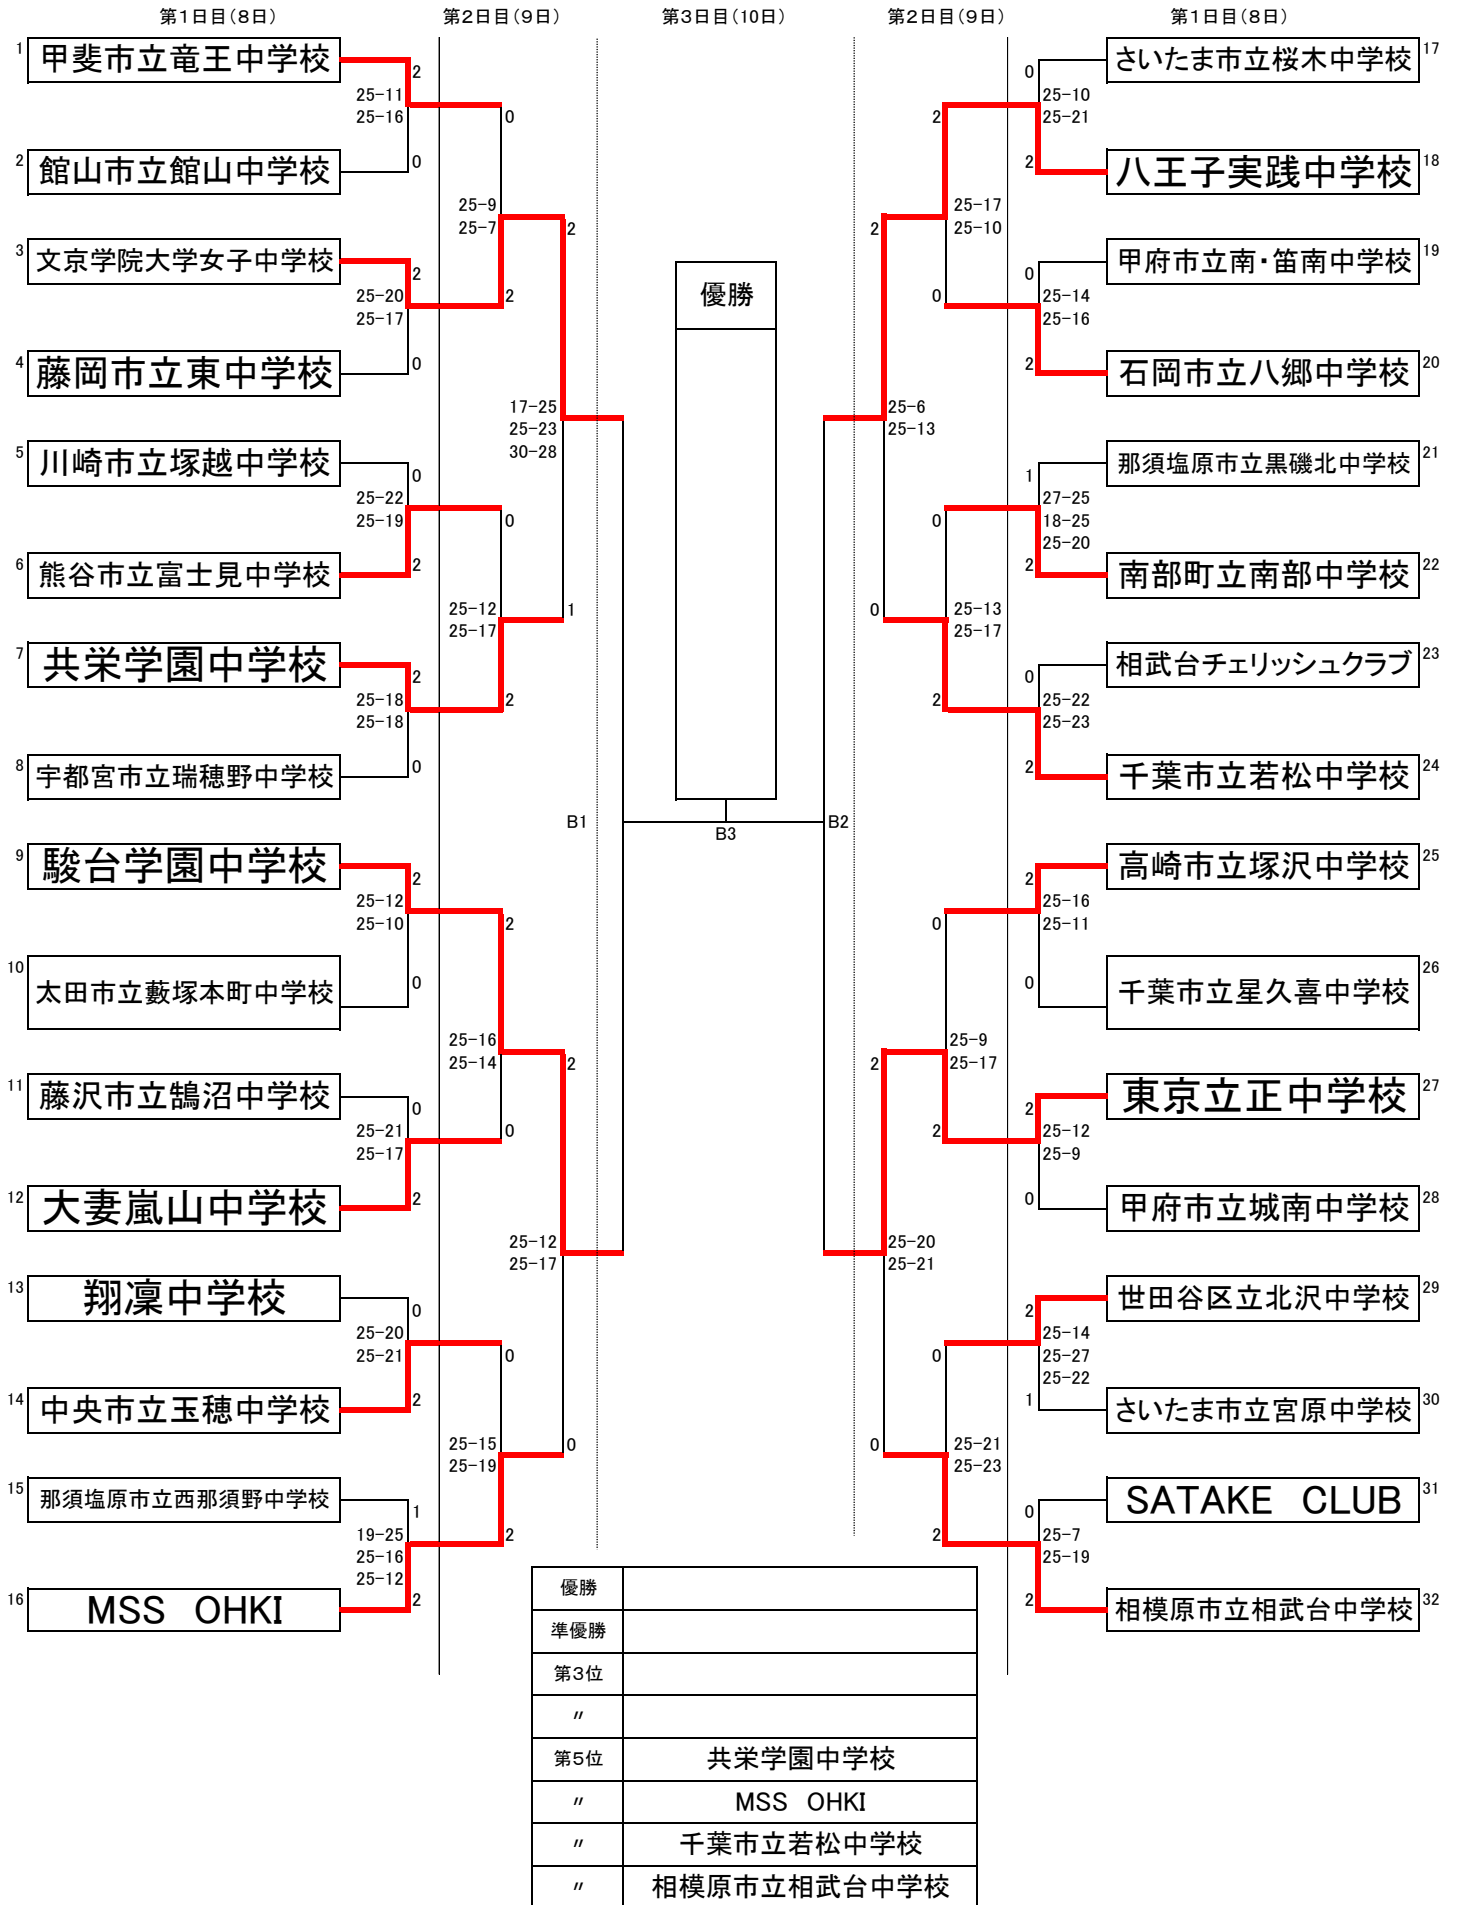 第1日目(8日)
第2日目(9日)
第3日目(10日)
第2日目(9日)
第1日目(8日)
1 甲斐市立竜王中学校
2
25-11
25-16
0
2 館山市立館山中学校
0
25-9
25-7
2
3 文京学院大学女子中学校
2
25-20
25-17
2
4 藤岡市立東中学校
0
17-25
25-23
30-28
5 川崎市立塚越中学校
0
25-22
25-19
0
6 熊谷市立富士見中学校
2
25-12
25-17
1
7 共栄学園中学校
2
25-18
25-18
2
8 宇都宮市立瑞穂野中学校
0
B1
9 駿台学園中学校
2
25-12
25-10
2
10 太田市立藪塚本町中学校
0
25-16
25-14
2
11 藤沢市立鵠沼中学校
0
25-21
25-17
0
12 大妻嵐山中学校
2
25-12
25-17
13 翔凜中学校
0
25-20
25-21
0
14 中央市立玉穂中学校
2
25-15
25-19
0
15 那須塩原市立西那須野中学校
1
19-25
25-16
25-12
2
16 MSS OHKI
2
優勝
B3
B2
さいたま市立桜木中学校 17
0
25-10
25-21
2
八王子実践中学校 18
2
25-17
25-10
2
甲府市立南・笛南中学校 19
0
25-14
25-16
0
石岡市立八郷中学校 20
2
25-6
25-13
那須塩原市立黒磯北中学校 21
1
27-25
18-25
25-20
0
南部町立南部中学校 22
2
25-13
25-17
0
相武台チェリッシュクラブ 23
0
25-22
25-23
2
千葉市立若松中学校 24
2
高崎市立塚沢中学校 25
2
25-16
25-11
0
千葉市立星久喜中学校 26
0
25-9
25-17
2
東京立正中学校 27
2
25-12
25-9
2
甲府市立城南中学校 28
0
25-20
25-21
世田谷区立北沢中学校 29
2
25-14
25-27
25-22
0
さいたま市立宮原中学校 30
1
25-21
25-23
0
SATAKE CLUB 31
0
25-7
25-19
2
相模原市立相武台中学校 32
2
優勝
準優勝
第3位
〃
第5位 共栄学園中学校
〃 MSS OHKI
〃 千葉市立若松中学校
〃 相模原市立相武台中学校